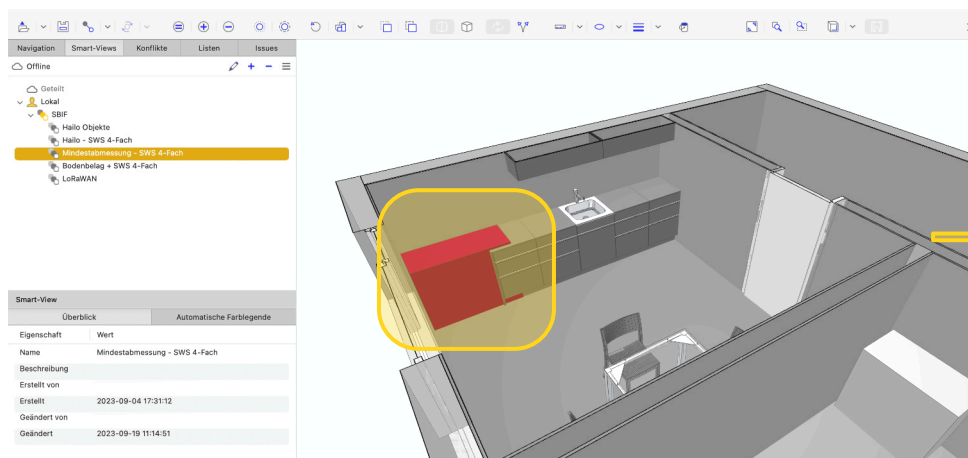 Navigation Smart-Views Konflikte Listen Issues
Offline
Geteilt
Lokal
SBIF
Hailo Objekte
Hailo - SWS 4-Fach
Mindestabmessung - SWS 4-Fach
Bodenbelag + SWS 4-Fach
LoRaWAN
Smart-View
Überblick Automatische Farblegende
Eigenschaft Wert
Name Mindestabmessung - SWS 4-Fach
Beschreibung
Erstellt von
Erstellt 2023-09-04 17:31:12
Geändert von
Geändert 2023-09-19 11:14:51